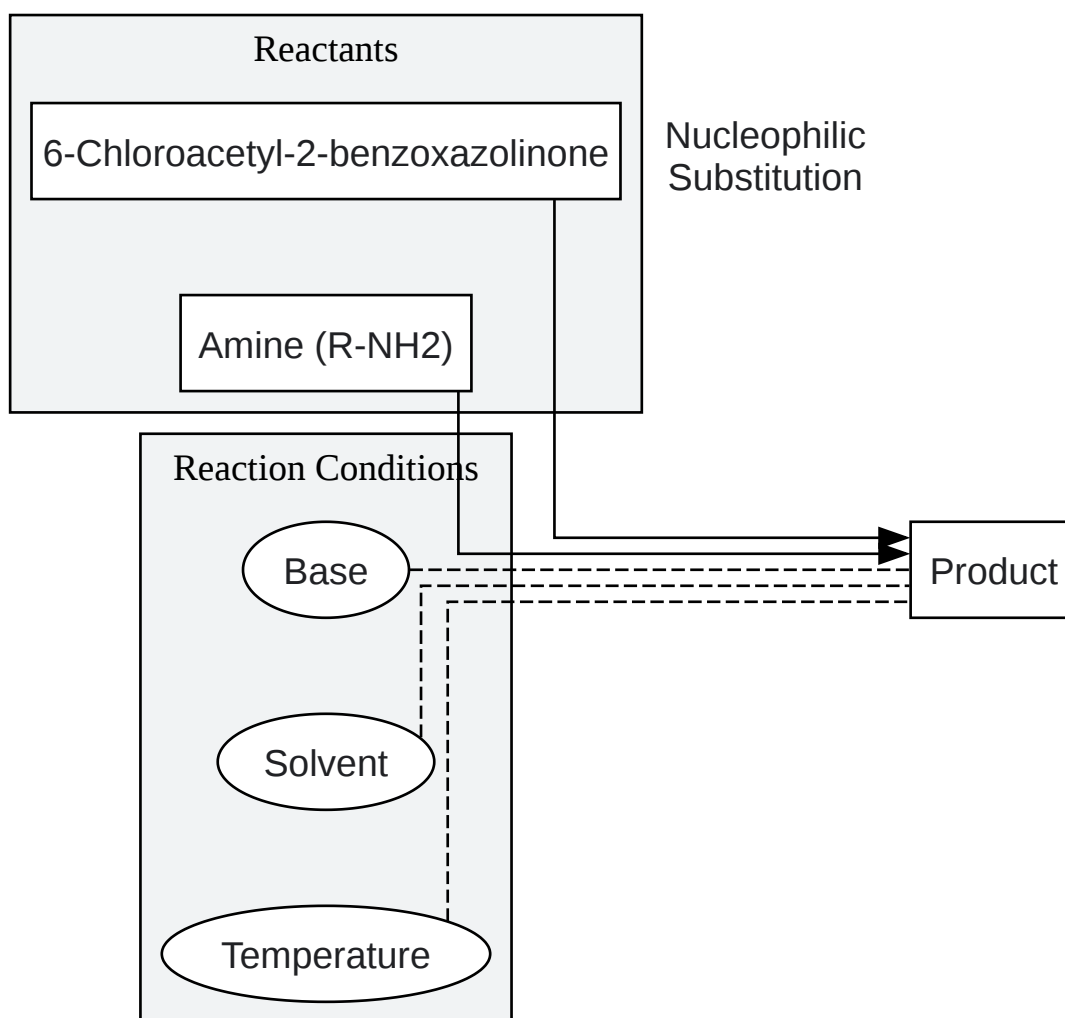 Reactants
6-Chloroacetyl-2-benzoxazolinone
Nucleophilic
Substitution
Amine (R-NH2)
Reaction Conditions
Base
Product
Solvent
Temperature